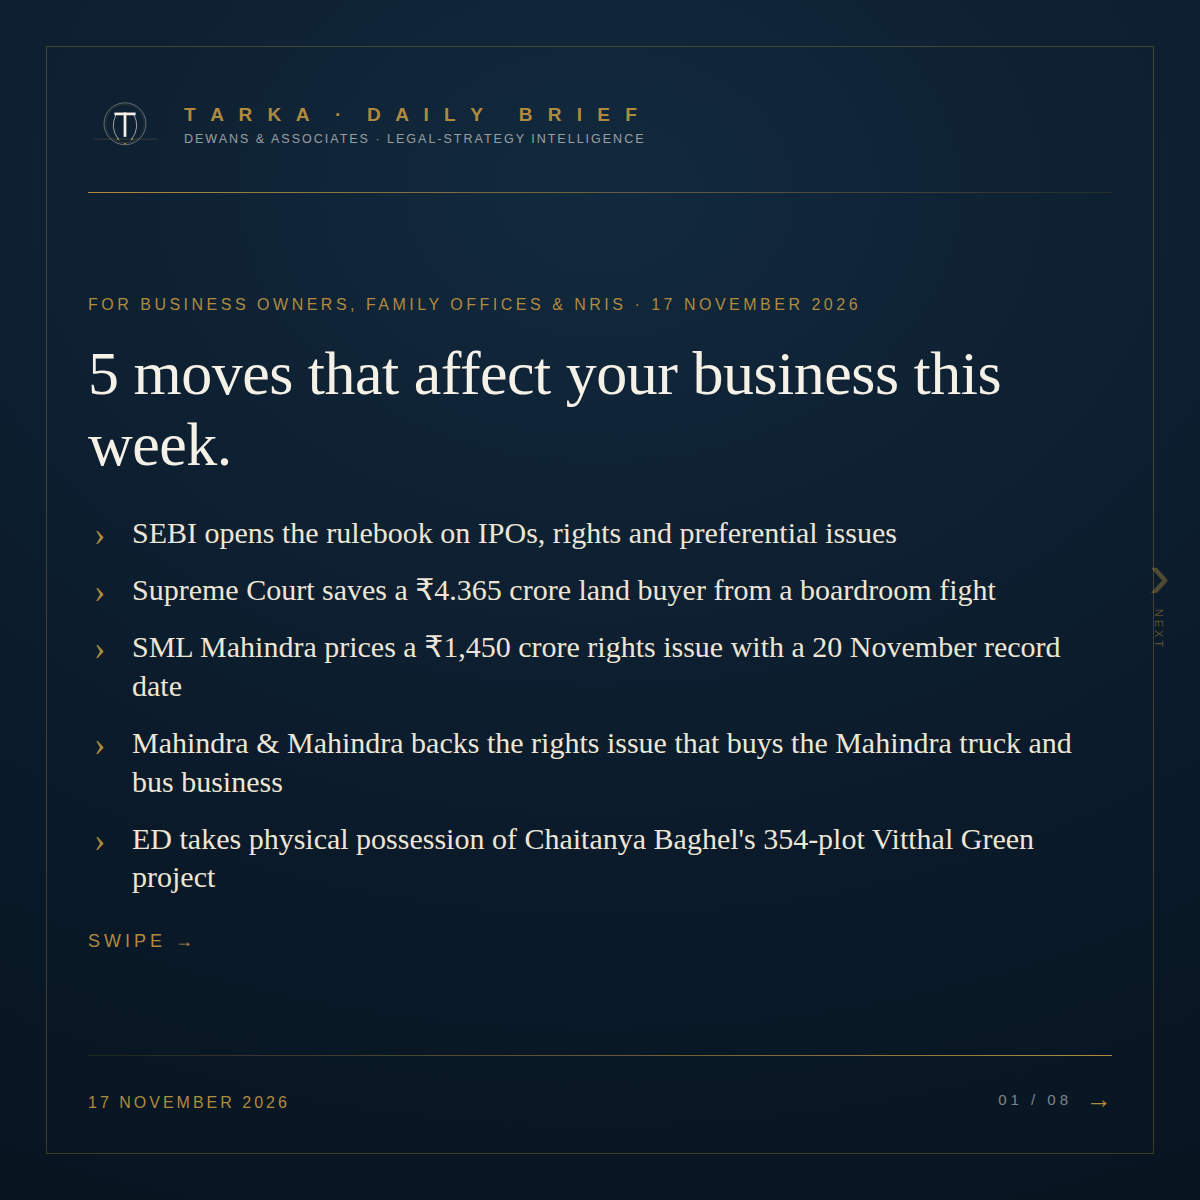 T
TARKA · DAILY BRIEF
DEWANS & ASSOCIATES · LEGAL-STRATEGY INTELLIGENCE
FOR BUSINESS OWNERS, FAMILY OFFICES & NRIS · 17 NOVEMBER 2026
5 moves that affect your business this
week.
› SEBI opens the rulebook on IPOs, rights and preferential issues
› Supreme Court saves a ₹4.365 crore land buyer from a boardroom fight
› SML Mahindra prices a ₹1,450 crore rights issue with a 20 November record
date
› Mahindra & Mahindra backs the rights issue that buys the Mahindra truck and
bus business
› ED takes physical possession of Chaitanya Baghel's 354-plot Vitthal Green
project
SWIPE →
› NEXT
17 NOVEMBER 2026
01 / 08 →